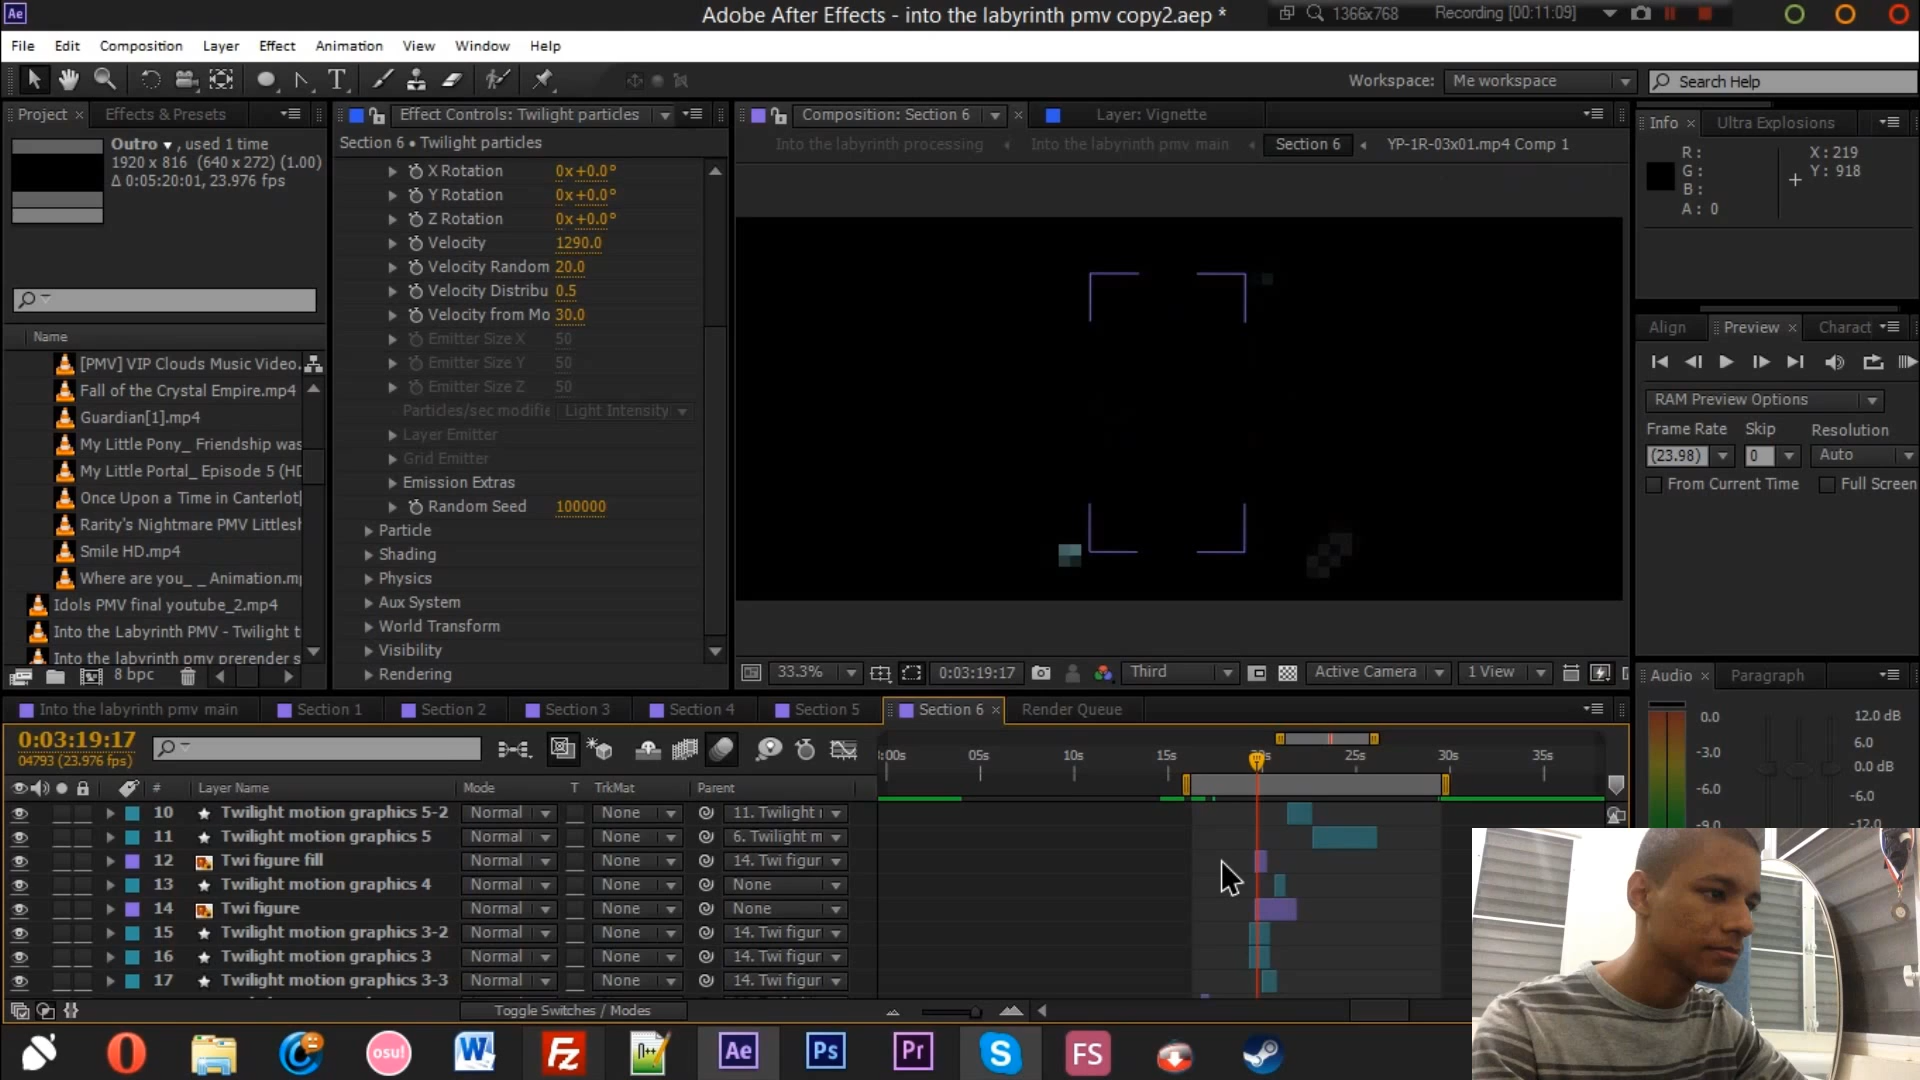 Ae
Adobe After Effects - into the labyrinth pmv copy2.aep *
1366x768
Recording [00:11:09]
File Edit Composition Layer Effect Animation View Window Help
T
Workspace: Me workspace
Search Help
Project × Effects & Presets
Outro ▾ , used 1 time
1920 x 816 (640 x 272) (1.00)
Δ 0:05:20:01, 23.976 fps
Name
[PMV] VIP Clouds Music Video.
Fall of the Crystal Empire.mp4
Guardian[1].mp4
My Little Pony_ Friendship was
My Little Portal_ Episode 5 (HD
Once Upon a Time in Canterlot[
Rarity's Nightmare PMV Littlesh
Smile HD.mp4
Where are you_ _ Animation.mp
Idols PMV final youtube_2.mp4
Into the Labyrinth PMV - Twilight t
Into the labyrinth pmv prerender s
8 bpc
Effect Controls: Twilight particles
Section 6 • Twilight particles
X Rotation 0x+0.0°
Y Rotation 0x+0.0°
Z Rotation 0x+0.0°
Velocity 1290.0
Velocity Random 20.0
Velocity Distribu 0.5
Velocity from Mo 30.0
Emitter Size X 50
Emitter Size Y 50
Emitter Size Z 50
Particles/sec modifie Light Intensity
Layer Emitter
Grid Emitter
Emission Extras
Random Seed 100000
Particle
Shading
Physics
Aux System
World Transform
Visibility
Rendering
Composition: Section 6 × Layer: Vignette
Into the labyrinth processing Into the labyrinth pmv main Section 6 YP-1R-03x01.mp4 Comp 1
33.3% 0:03:19:17 Third Active Camera 1 View
Info × Ultra Explosions
R:
G:
B:
A: 0
X: 219
Y: 918
Align Preview × Charact
RAM Preview Options
Frame Rate Skip Resolution
(23.98) 0 Auto
From Current Time Full Screen
Audio × Paragraph
0.0
-3.0
-6.0
-9.0
12.0 dB
6.0
0.0 dB
-6.0
-12.0
Into the labyrinth pmv main Section 1 Section 2 Section 3 Section 4 Section 5 Section 6 × Render Queue
0:03:19:17
04793 (23.976 fps)
:00s 05s 10s 15s 25s 30s 35s
# Layer Name Mode T TrkMat Parent
10 Twilight motion graphics 5-2 Normal None 11. Twilight
11 Twilight motion graphics 5 Normal None 6. Twilight m
12 Twi figure fill Normal None 14. Twi figur
13 Twilight motion graphics 4 Normal None None
14 Twi figure Normal None None
15 Twilight motion graphics 3-2 Normal None 14. Twi figur
16 Twilight motion graphics 3 Normal None 14. Twi figur
17 Twilight motion graphics 3-3 Normal None 14. Twi figur
Toggle Switches / Modes
osu! W Fz N++ Ae Ps Pr S FS